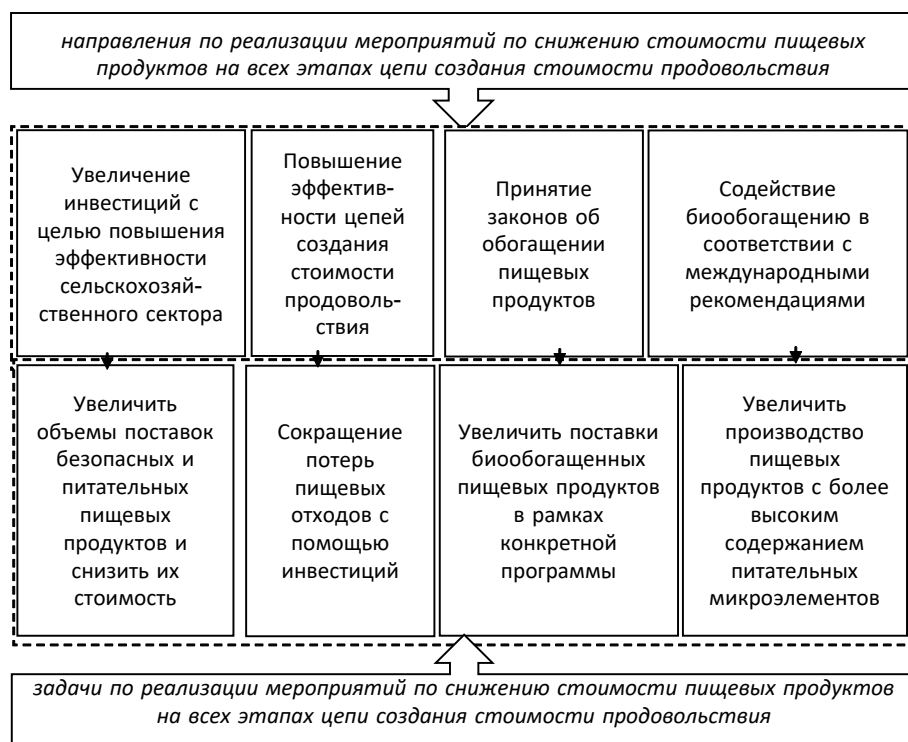 направления по реализации мероприятий по снижению стоимости пищевых
продуктов на всех этапах цепи создания стоимости продовольствия
Увеличение
инвестиций с
целью повышения
эффективности
сельскохозяй-
ственного сектора
Повышение
эффектив-
ности цепей
создания
стоимости
продоволь-
ствия
Принятие
законов об
обогащении
пищевых
продуктов
Содействие
биообогащению в
соответствии с
международными
рекомендациями
Увеличить
объемы поставок
безопасных и
питательных
пищевых
продуктов и
снизить их
стоимость
Сокращение
потерь
пищевых
отходов с
помощью
инвестиций
Увеличить поставки
биообогащенных
пищевых продуктов
в рамках
конкретной
программы
Увеличить
производство
пищевых
продуктов с более
высоким
содержанием
питательных
микроэлементов
задачи по реализации мероприятий по снижению стоимости пищевых продуктов
на всех этапах цепи создания стоимости продовольствия